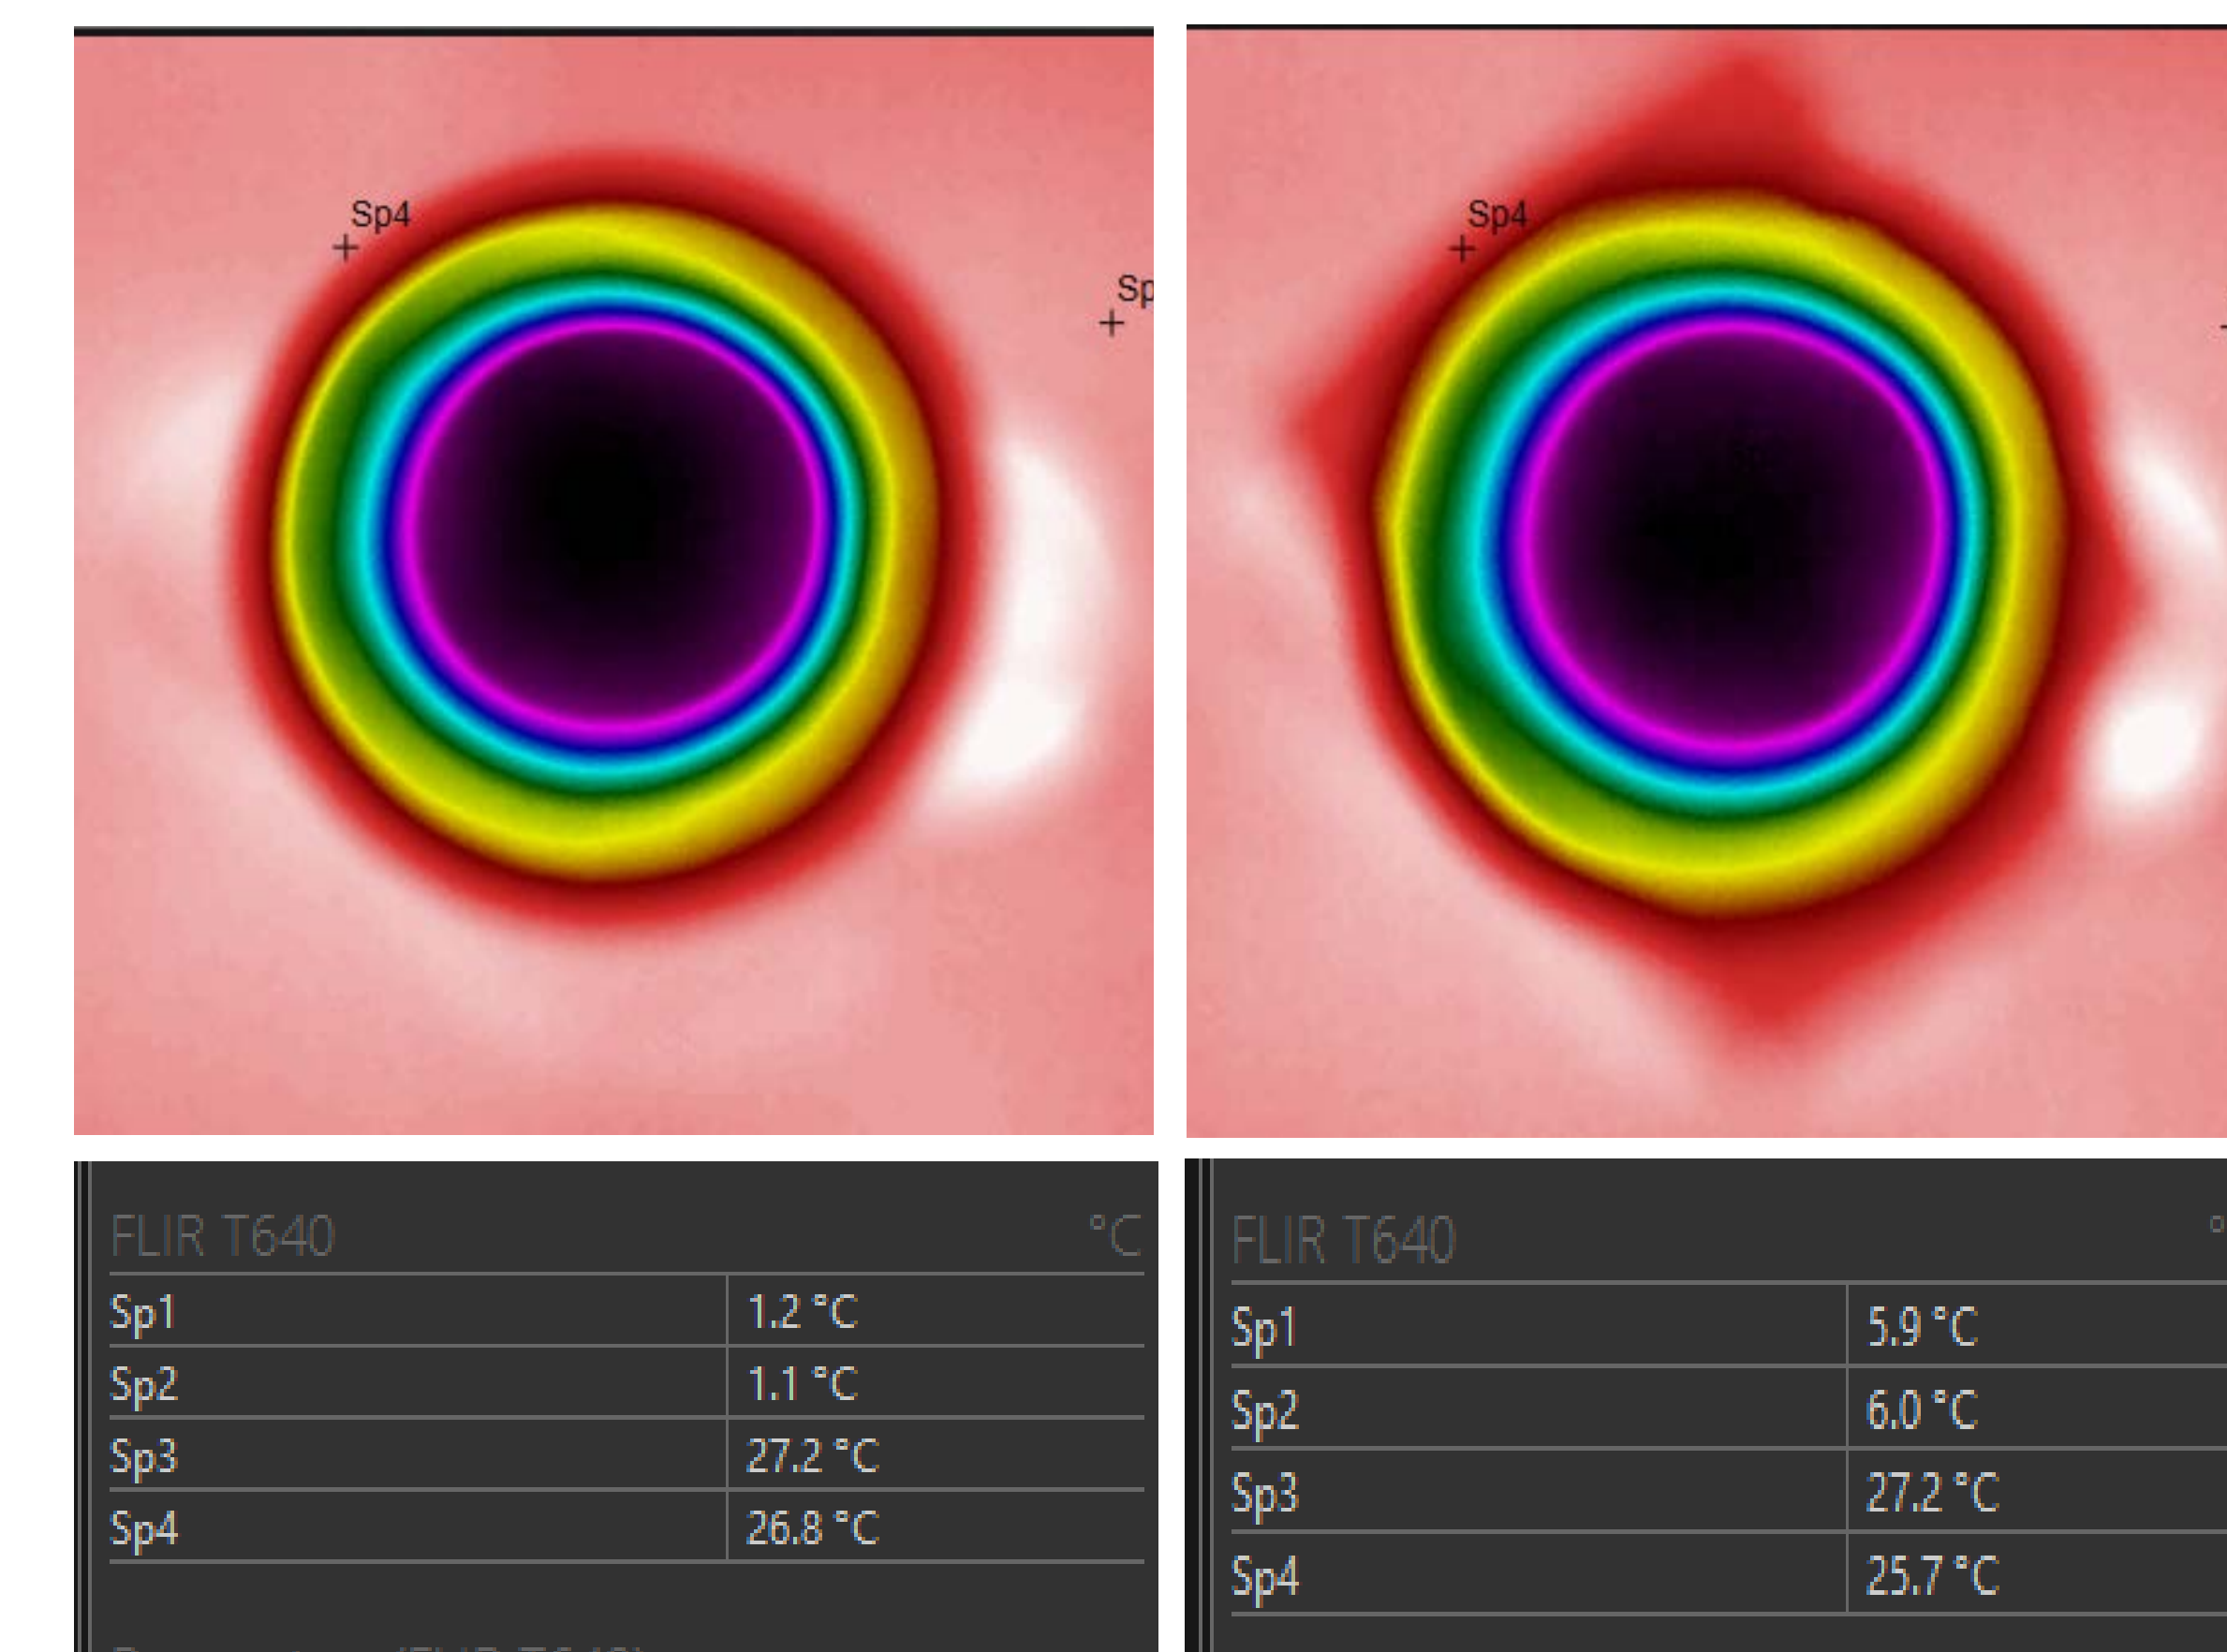 Sp4
Sp
Sp4
FLIR T640 °C
Sp1 1.2 °C
Sp2 1.1 °C
Sp3 27.2 °C
Sp4 26.8 °C
FLIR T640 °
Sp1 5.9 °C
Sp2 6.0 °C
Sp3 27.2 °C
Sp4 25.7 °C